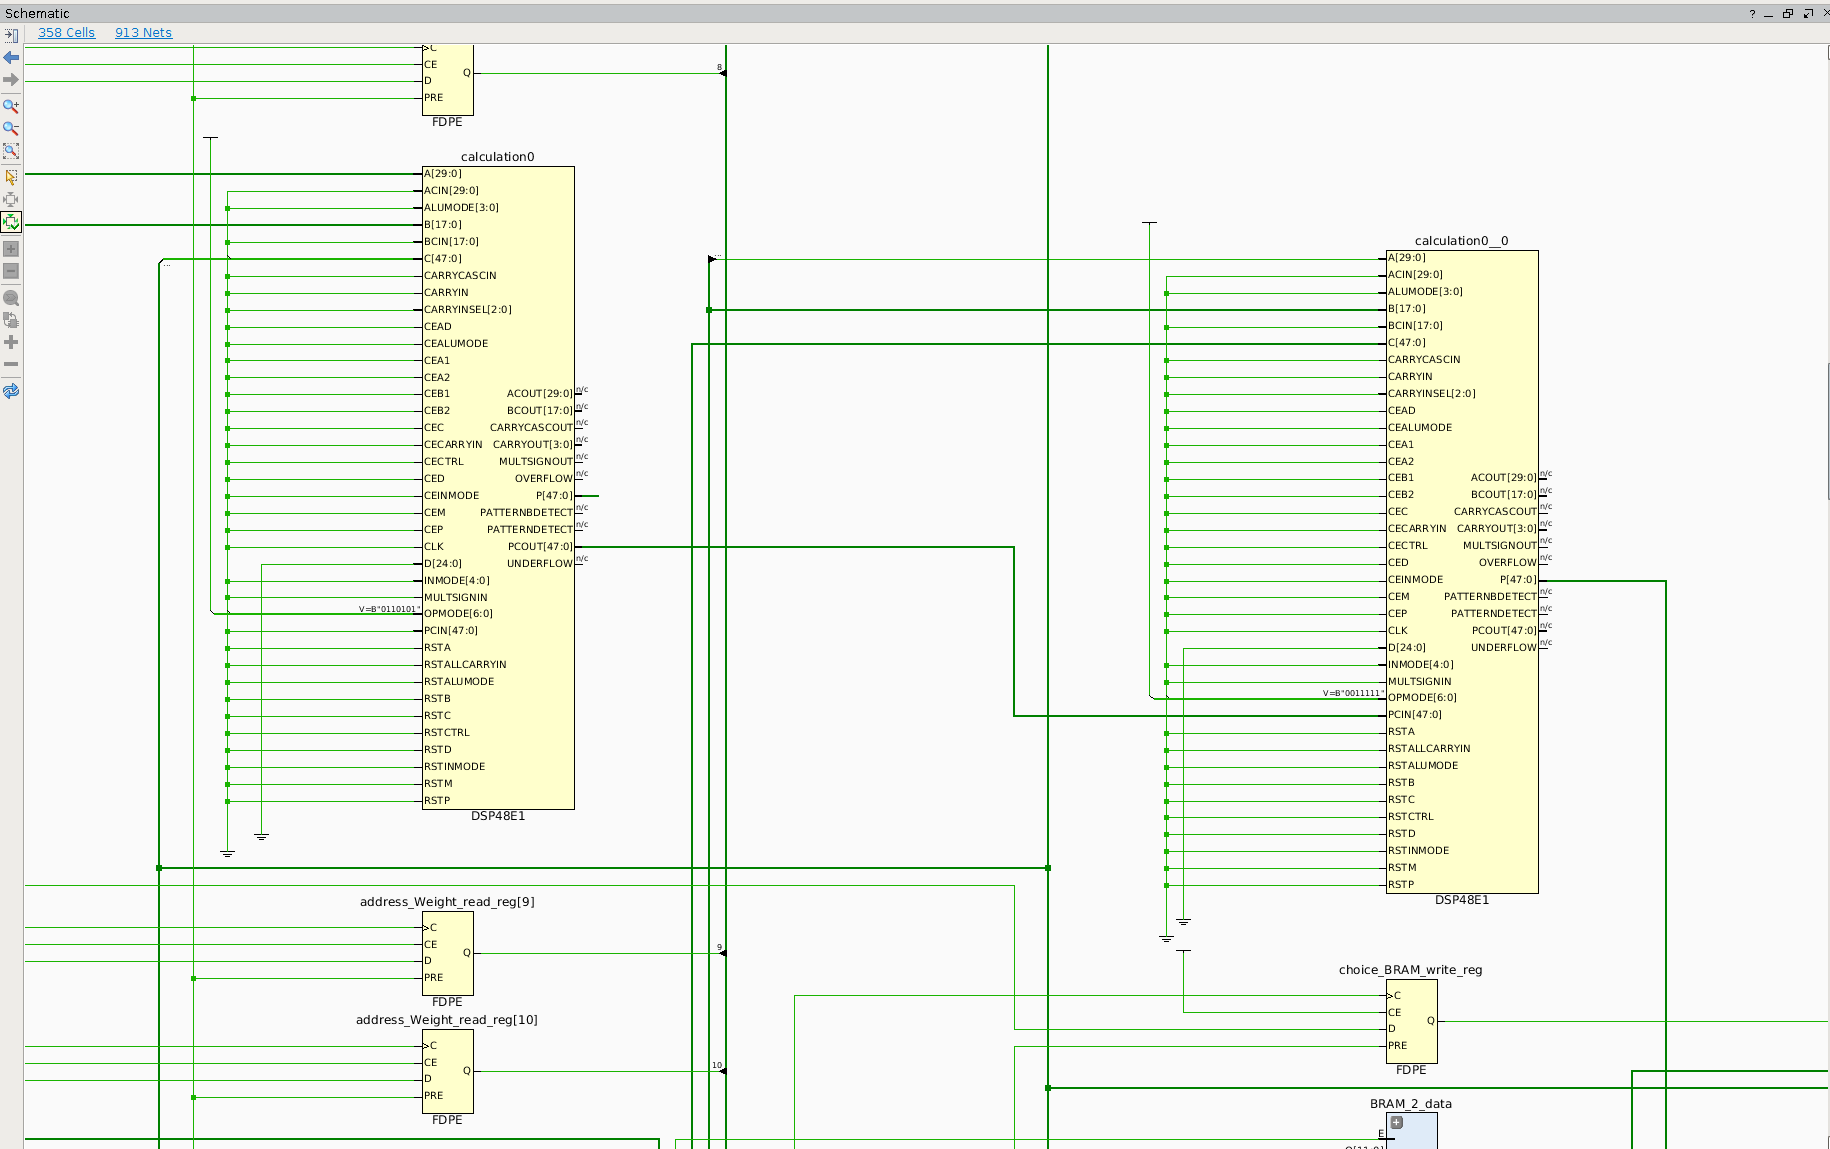 Schematic
?
358 Cells 913 Nets
C
CE
D
Q
PRE
8
FDPE
calculation0
A[29:0]
ACIN[29:0]
ALUMODE[3:0]
B[17:0]
BCIN[17:0]
C[47:0]
...
CARRYCASCIN
CARRYIN
CARRYINSEL[2:0]
CEAD
CEALUMODE
CEA1
CEA2
CEB1 ACOUT[29:0] n/c
CEB2 BCOUT[17:0] n/c
CEC CARRYCASCOUT n/c
CECARRYIN CARRYOUT[3:0] n/c
CECTRL MULTSIGNOUT n/c
CED OVERFLOW n/c
CEINMODE P[47:0]
CEM PATTERNBDETECT n/c
CEP PATTERNDETECT n/c
CLK PCOUT[47:0]
D[24:0] UNDERFLOW n/c
INMODE[4:0]
MULTSIGNIN
V=B"0110101" OPMODE[6:0]
PCIN[47:0]
RSTA
RSTALLCARRYIN
RSTALUMODE
RSTB
RSTC
RSTCTRL
RSTD
RSTINMODE
RSTM
RSTP
DSP48E1
calculation0__0
...
A[29:0]
ACIN[29:0]
ALUMODE[3:0]
B[17:0]
BCIN[17:0]
C[47:0]
CARRYCASCIN
CARRYIN
CARRYINSEL[2:0]
CEAD
CEALUMODE
CEA1
CEA2
CEB1 ACOUT[29:0] n/c
CEB2 BCOUT[17:0] n/c
CEC CARRYCASCOUT n/c
CECARRYIN CARRYOUT[3:0] n/c
CECTRL MULTSIGNOUT n/c
CED OVERFLOW n/c
CEINMODE P[47:0]
CEM PATTERNBDETECT n/c
CEP PATTERNDETECT n/c
CLK PCOUT[47:0] n/c
D[24:0] UNDERFLOW n/c
INMODE[4:0]
MULTSIGNIN
V=B"0011111" OPMODE[6:0]
PCIN[47:0]
RSTA
RSTALLCARRYIN
RSTALUMODE
RSTB
RSTC
RSTCTRL
RSTD
RSTINMODE
RSTM
RSTP
DSP48E1
address_Weight_read_reg[9]
C
CE
D
Q
PRE
9
FDPE
address_Weight_read_reg[10]
C
CE
D
Q
PRE
10
FDPE
choice_BRAM_write_reg
C
CE
D
Q
PRE
FDPE
BRAM_2_data
E